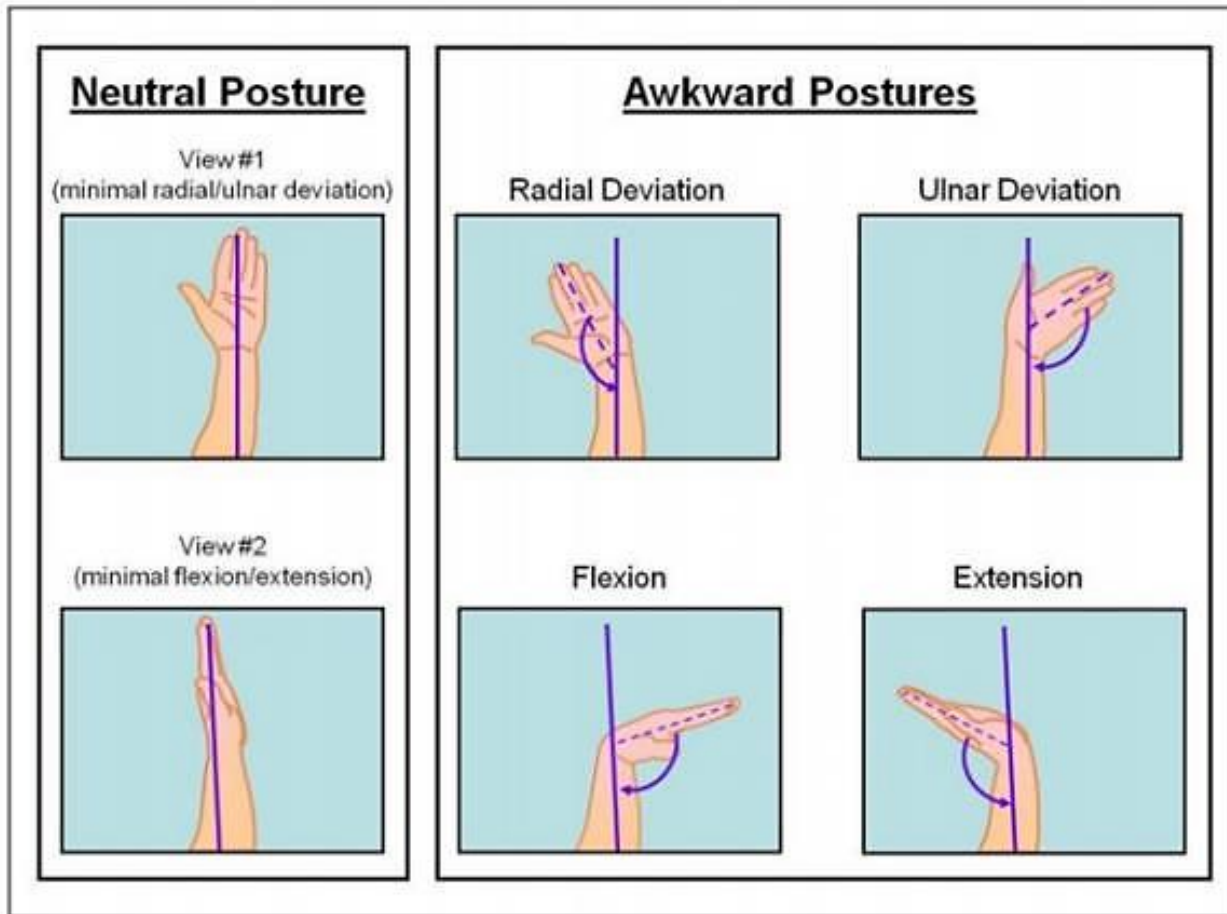 Neutral Posture
View #1
(minimal radial/ulnar deviation)
View #2
(minimal flexion/extension)
Awkward Postures
Radial Deviation
Ulnar Deviation
Flexion
Extension